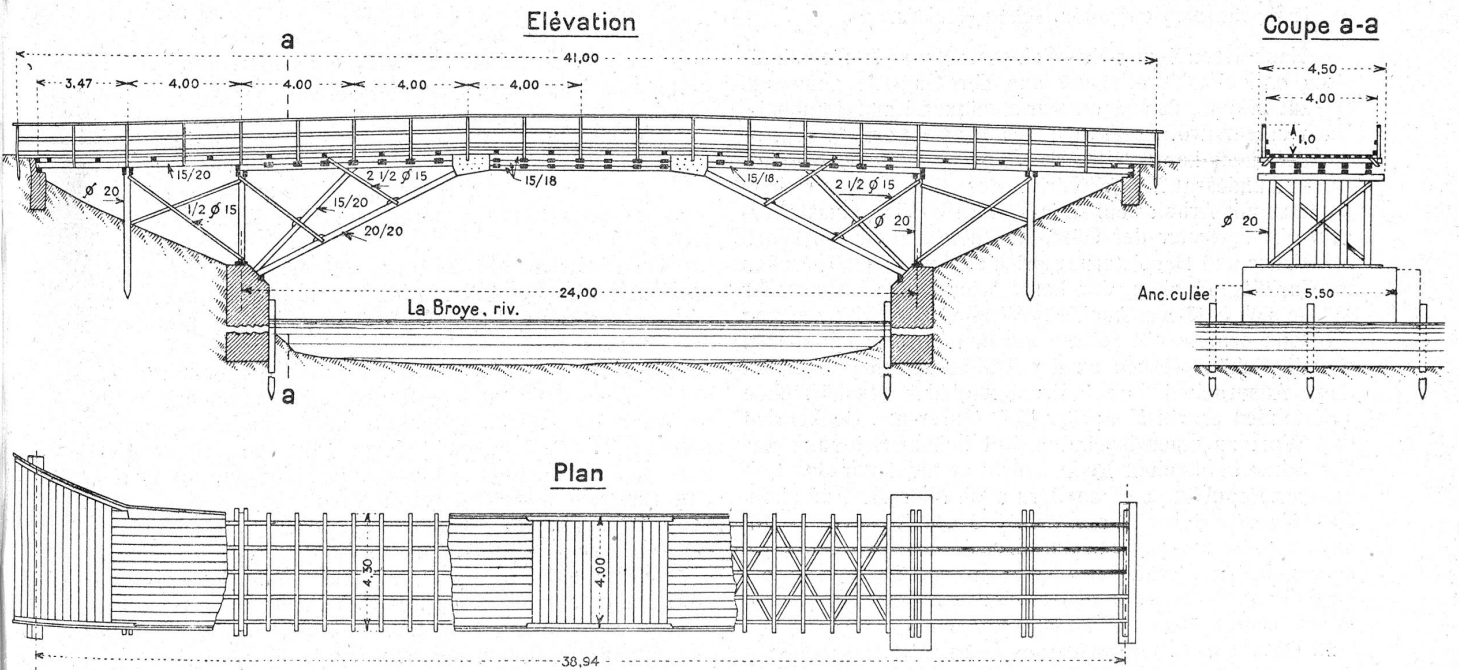 Elévation
a
41,00
3,47 4.00 4.00 4.00 4.00
15/20
2 1/2 Ø 15
15/18
15/18.
2 1/2 Ø 15
Ø 20
1/2 Ø 15
15/20
20/20
Ø 20
24,00
La Broye, riv.
a
Coupe a-a
4,50
4,00
1,0
Ø 20
Anc.culée
5,50
Plan
4,30
4,00
38,94